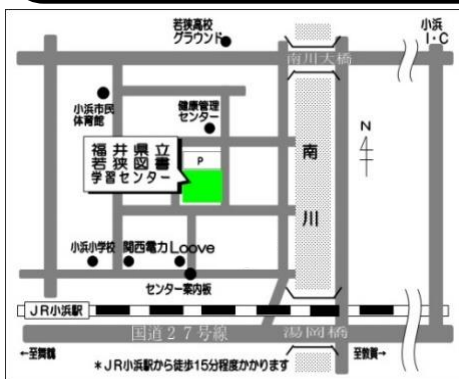 若狭高校
グラウンド
小浜
I・C
南川大橋
小浜市民
体育館
健康管理
センター
N
P
福井県立
若狭図書
学習センター
南
川
小浜小学校
関西電力
Loove
センター案内板
JR小浜駅
国道27号線
湯岡橋
←至舞鶴
至敦賀→
*JR小浜駅から徒歩15分程度かかります